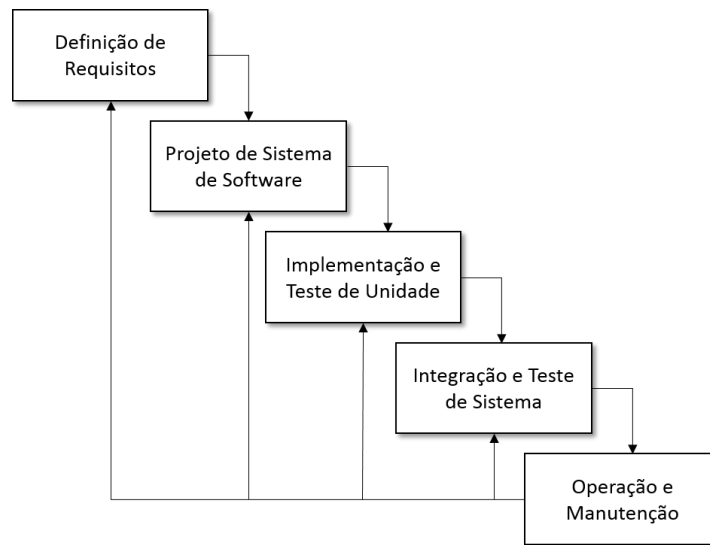 Definição de
Requisitos
Projeto de Sistema
de Software
Implementação e
Teste de Unidade
Integração e Teste
de Sistema
Operação e
Manutenção